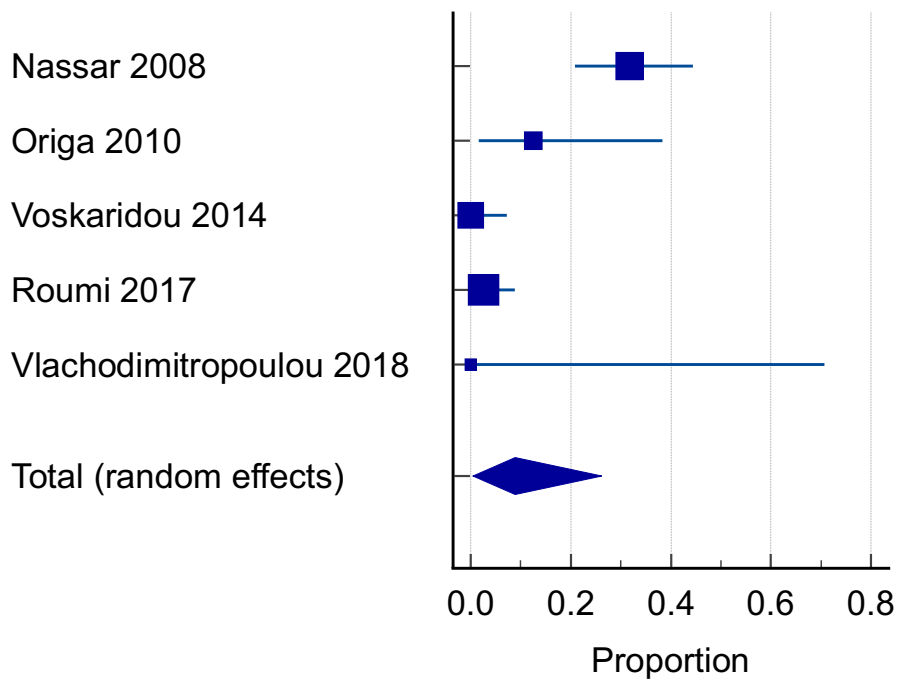 Nassar 2008
Origa 2010
Voskaridou 2014
Roumi 2017
Vlachodimitropoulou 2018
Total (random effects)
0.0 0.2 0.4 0.6 0.8
Proportion